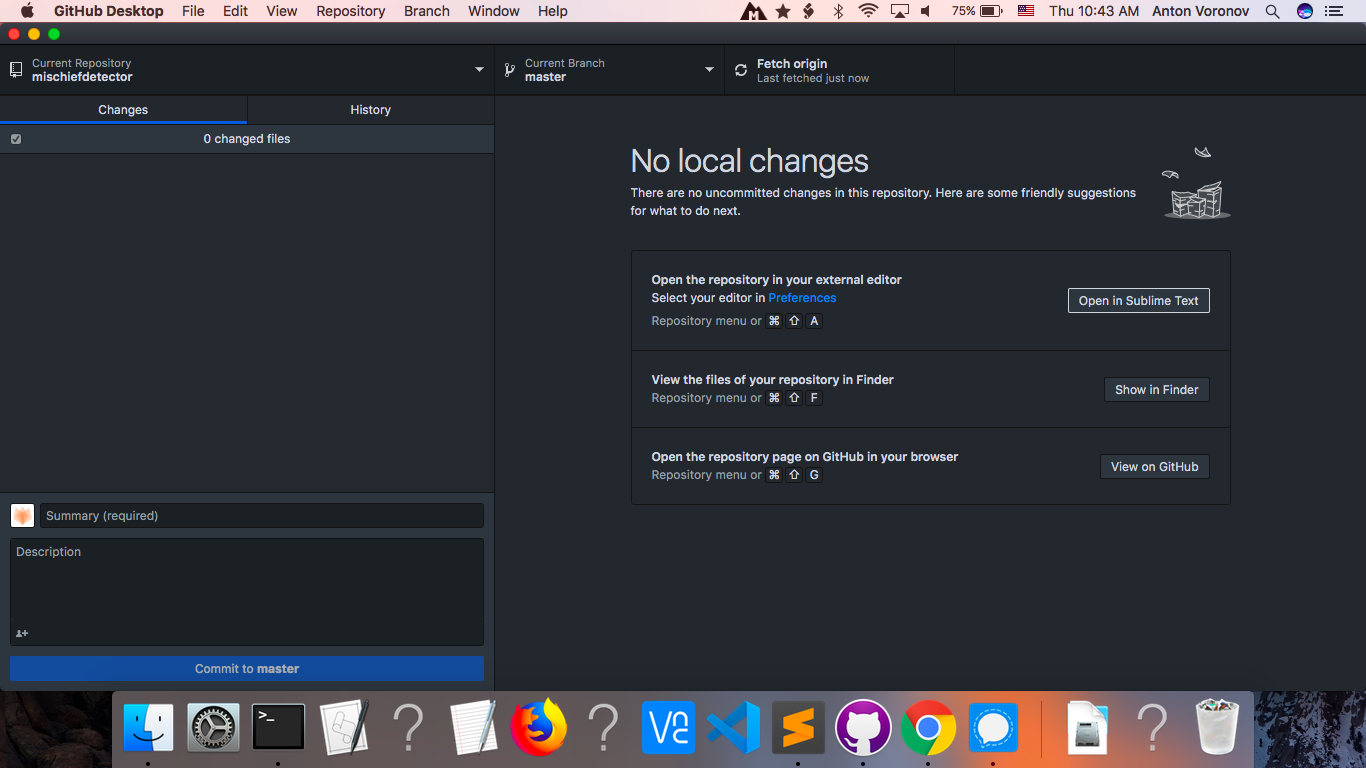 GitHub Desktop File Edit View Repository Branch Window Help 75% Thu 10:43 AM Anton Voronov
Current Repository
mischiefdetector
Current Branch
master
Fetch origin
Last fetched just now
Changes History
0 changed files
No local changes
There are no uncommitted changes in this repository. Here are some friendly suggestions
for what to do next.
Open the repository in your external editor
Select your editor in Preferences
Repository menu or ⌘ ⇧ A
Open in Sublime Text
View the files of your repository in Finder
Repository menu or ⌘ ⇧ F
Show in Finder
Open the repository page on GitHub in your browser
Repository menu or ⌘ ⇧ G
View on GitHub
Summary (required)
Description
Commit to master
>_
? ? V2 ?